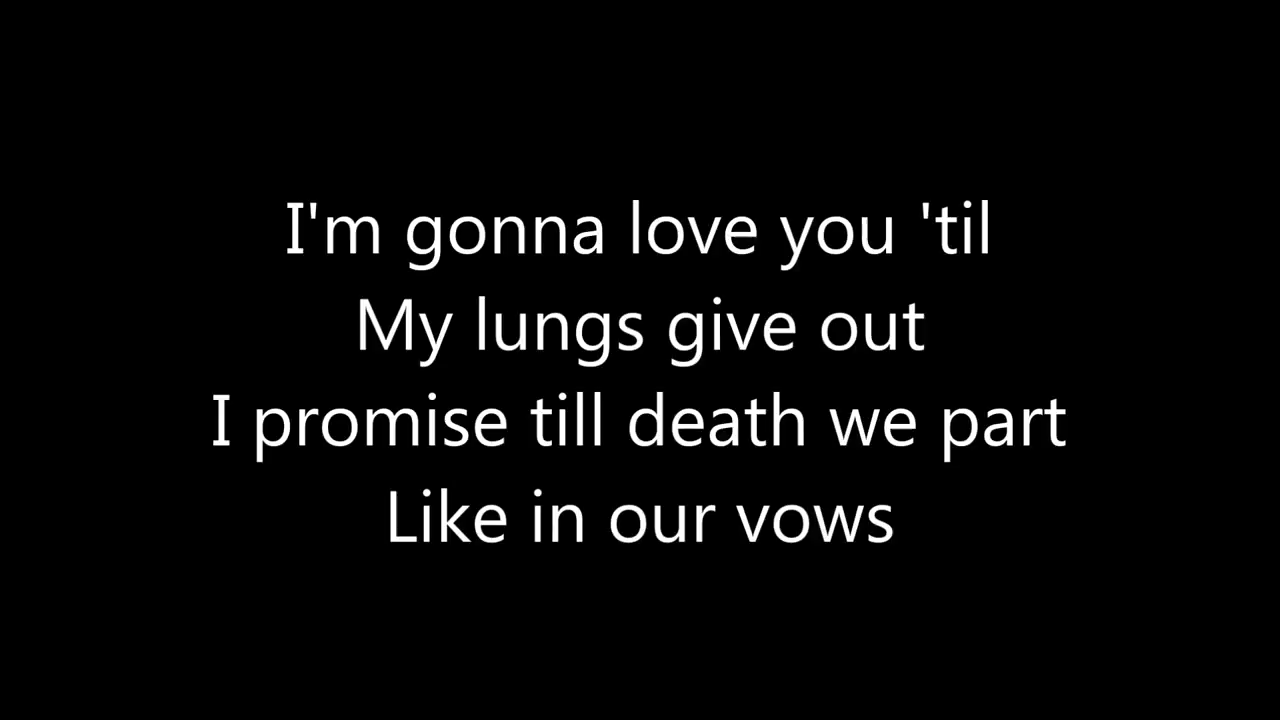 I'm gonna love you 'til
My lungs give out
I promise till death we part
Like in our vows